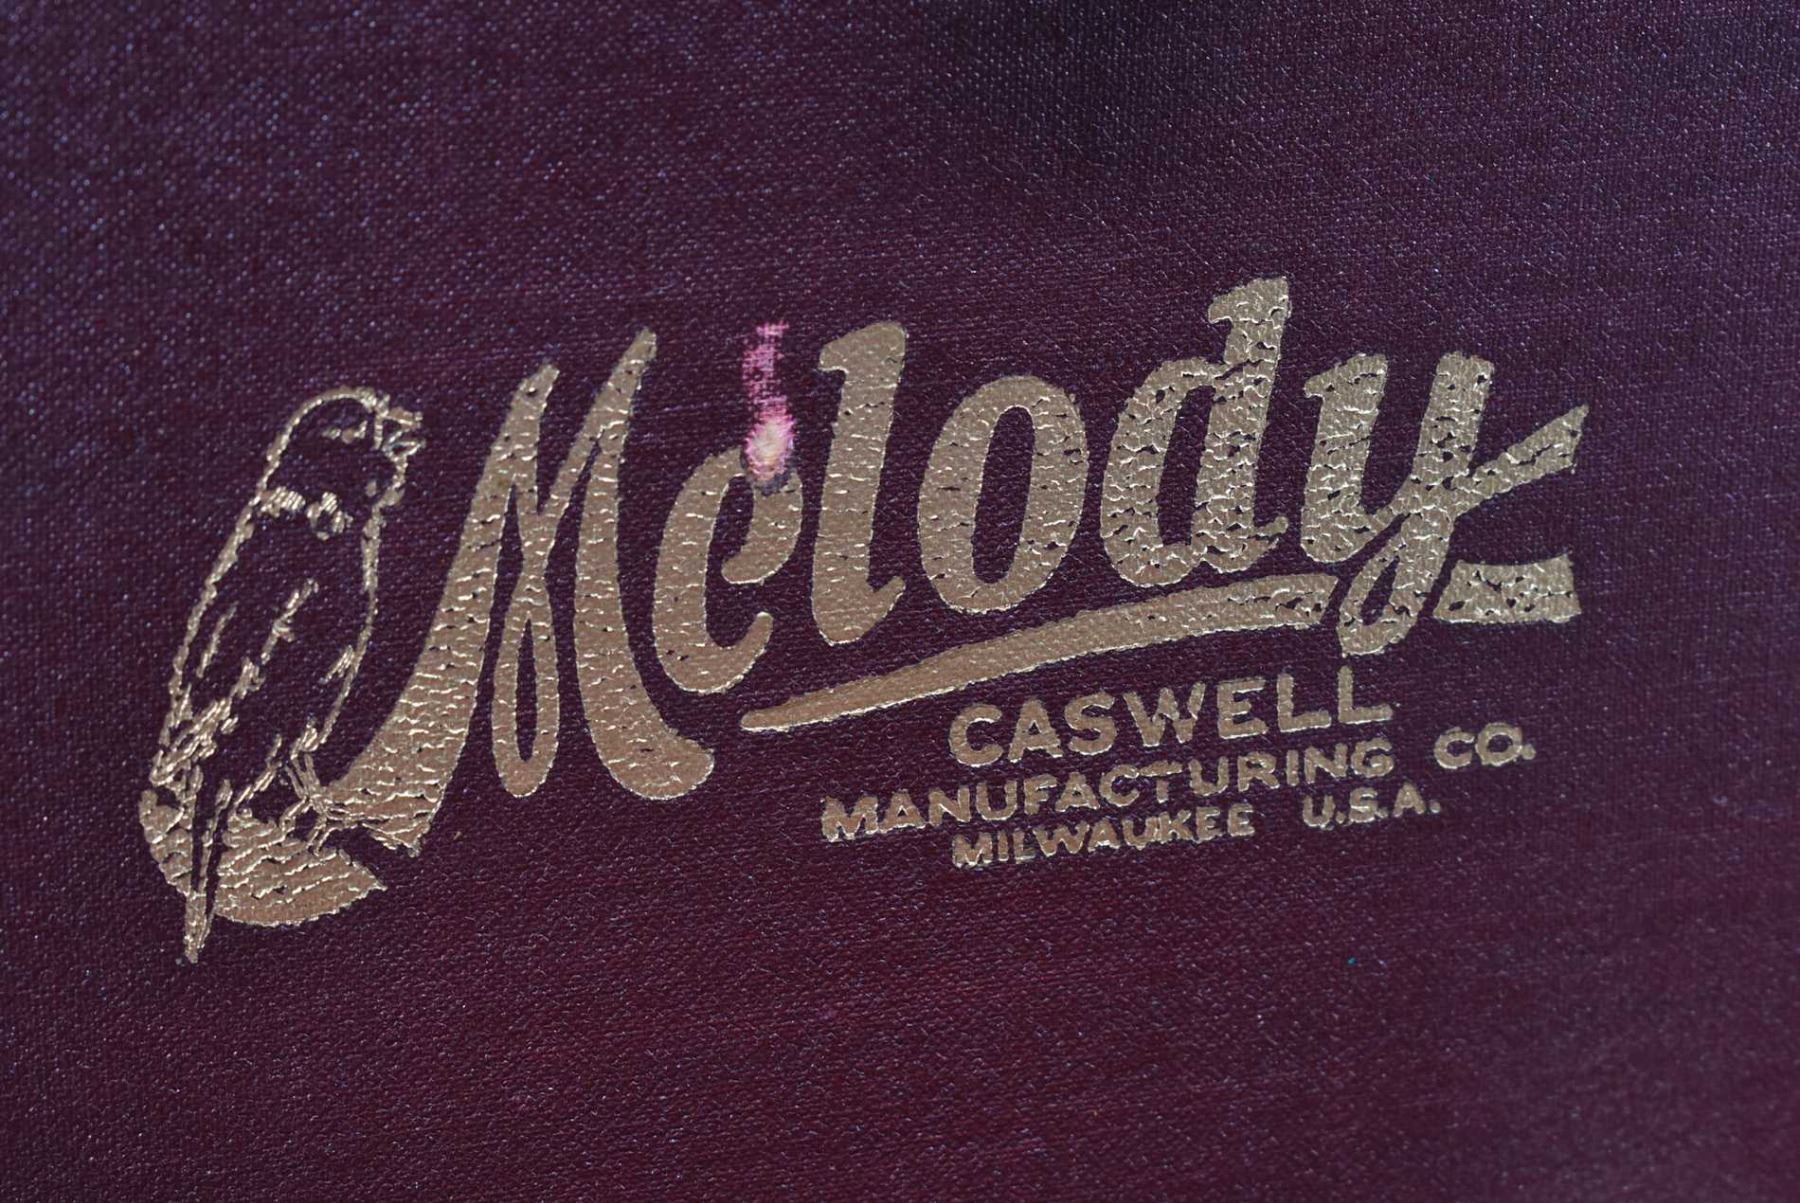 Melody
CASWELL
MANUFACTURING CO.
MILWAUKEE U.S.A.